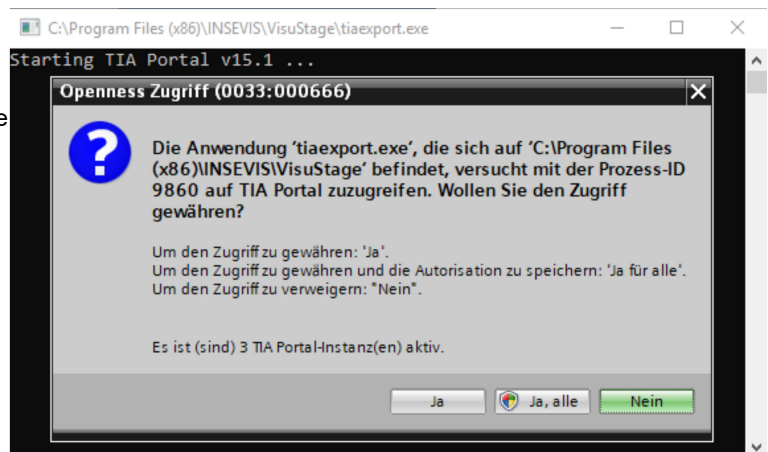 C:\Program Files (x86)\INSEVIS\VisuStage\tiaexport.exe
Starting TIA Portal v15.1 ...
Openness Zugriff (0033:000666)
e
Die Anwendung 'tiaexport.exe', die sich auf 'C:\Program Files
(x86)\INSEVIS\VisuStage' befindet, versucht mit der Prozess-ID
9860 auf TIA Portal zuzugreifen. Wollen Sie den Zugriff
gewähren?
Um den Zugriff zu gewähren: 'Ja'.
Um den Zugriff zu gewähren und die Autorisation zu speichern: 'Ja für alle'.
Um den Zugriff zu verweigern: "Nein".
Es ist (sind) 3 TIA Portal-Instanz(en) aktiv.
Ja
Ja, alle
Nein